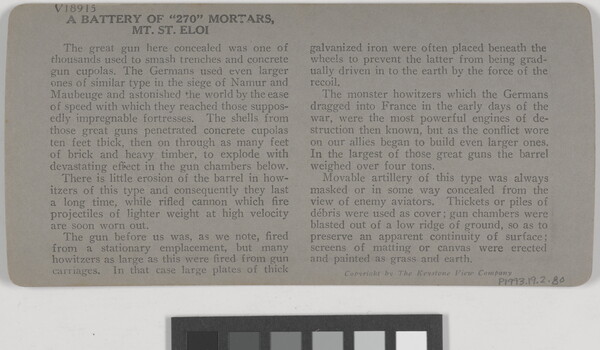 V18915
A BATTERY OF "270" MORTARS,
MT. ST. ELOI
The great gun here concealed was one of
thousands used to smash trenches and concrete
gun cupolas. The Germans used even larger
ones of similar type in the siege of Namur and
Maubeuge and astonished the world by the ease
of speed with which they reached those suppos-
edly impregnable fortresses. The shells from
those great guns penetrated concrete cupolas
ten feet thick, then on through as many feet
of brick and heavy timber, to explode with
devastating effect in the gun chambers below.
There is little erosion of the barrel in how-
itzers of this type and consequently they last
a long time, while rifled cannon which fire
projectiles of lighter weight at high velocity
are soon worn out.
The gun before us was, as we note, fired
from a stationary emplacement, but many
howitzers as large as this were fired from gun
carriages. In that case large plates of thick
galvanized iron were often placed beneath the
wheels to prevent the latter from being grad-
ually driven in to the earth by the force of the
recoil.
The monster howitzers which the Germans
dragged into France in the early days of the
war, were the most powerful engines of de-
struction then known, but as the conflict wore
on our allies began to build even larger ones.
In the largest of those great guns the barrel
weighed over four tons.
Movable artillery of this type was always
masked or in some way concealed from the
view of enemy aviators. Thickets or piles of
débris were used as cover; gun chambers were
blasted out of a low ridge of ground, so as to
preserve an apparent continuity of surface;
screens of matting or canvas were erected
and painted as grass and earth.
Copyright by The Keystone View Company
P1993.19.2-80